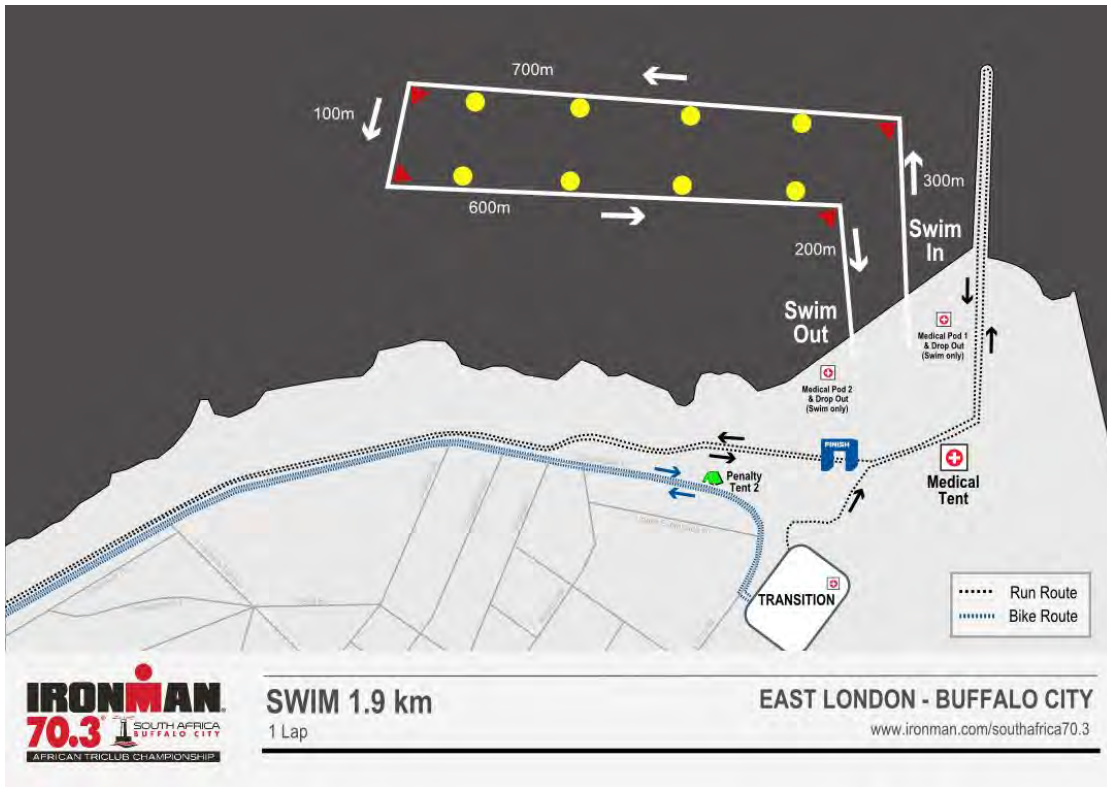 700m
100m
300m
600m
Swim
In
200m
Swim
Out
Medical Pod 1
& Drop Out
(Swim only)
Medical Pod 2
& Drop Out
(Swim only)
FINISH
Penalty
Tent 2
Medical
Tent
TRANSITION
Run Route
Bike Route
IRONMAN
70.3
SOUTH AFRICA
BUFFALO CITY
AFRICAN TRICLUB CHAMPIONSHIP
SWIM 1.9 km
1 Lap
EAST LONDON - BUFFALO CITY
www.ironman.com/southafrica70.3